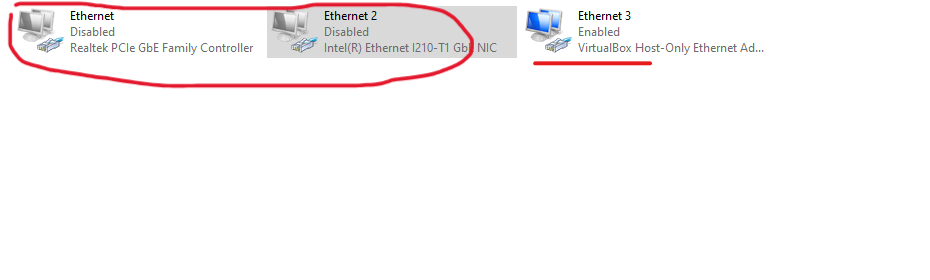 Ethernet
Disabled
Realtek PCIe GbE Family Controller
Ethernet 2
Disabled
Intel(R) Ethernet I210-T1 GbE NIC
Ethernet 3
Enabled
VirtualBox Host-Only Ethernet Ad...